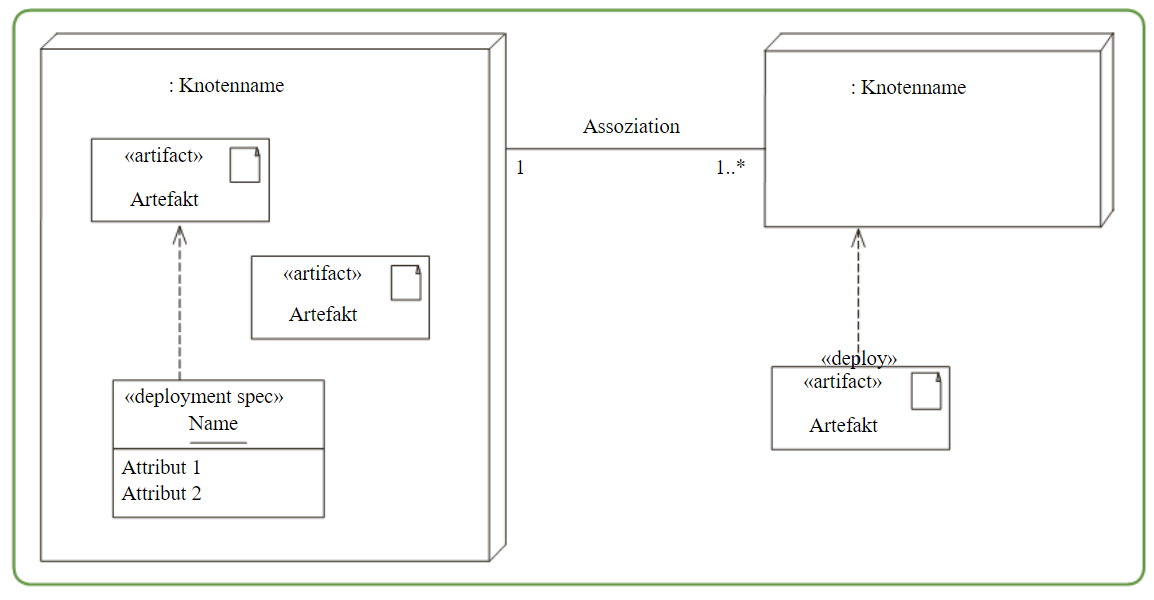 : Knotenname
«artifact»
Artefakt
«artifact»
Artefakt
«deployment spec»
Name
Attribut 1
Attribut 2
Assoziation
1
1..*
: Knotenname
«deploy»
«artifact»
Artefakt